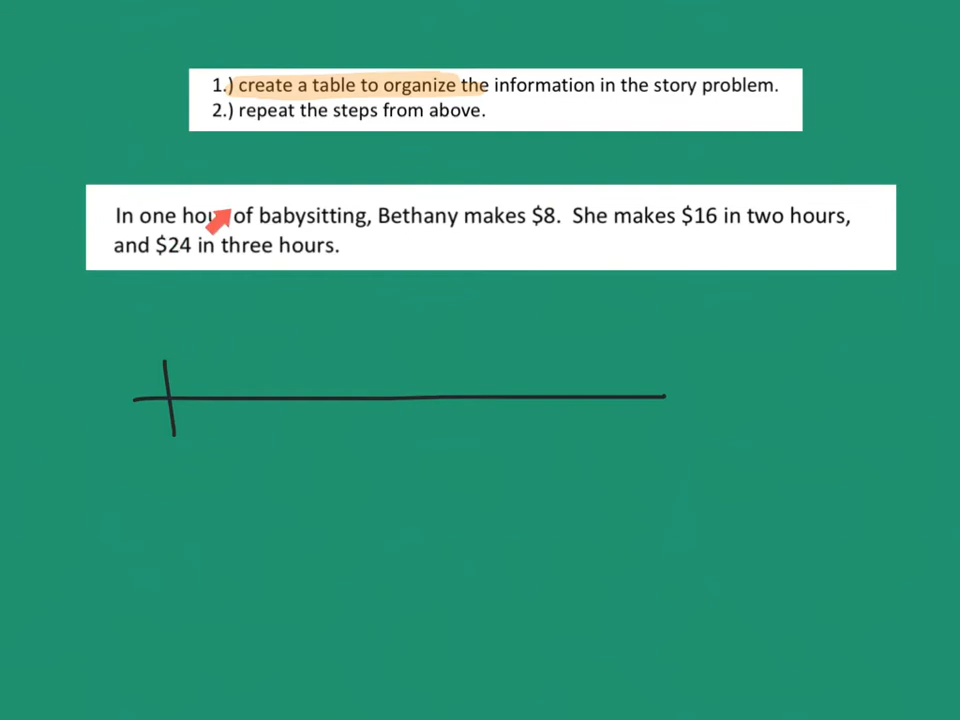 1.) create a table to organize the information in the story problem.
2.) repeat the steps from above.
In one hour of babysitting, Bethany makes $8. She makes $16 in two hours,
and $24 in three hours.